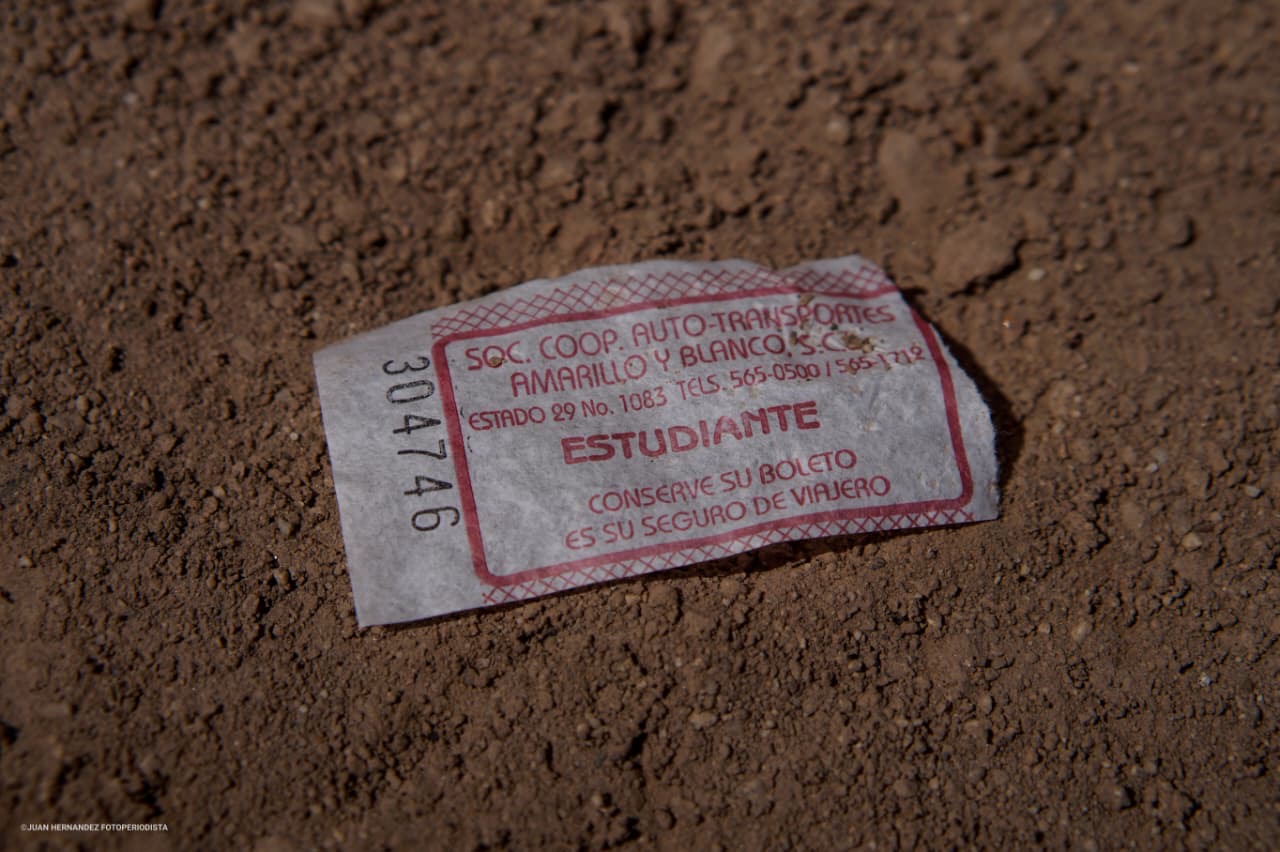 304746
SOC. COOP. AUTO-TRANSPORTES
AMARILLO Y BLANCO, S.C.
ESTADO 29 No. 1083 TELS. 565-0500 / 565-1712
ESTUDIANTE
CONSERVE SU BOLETO
ES SU SEGURO DE VIAJERO
©JUAN HERNANDEZ FOTOPERIODISTA